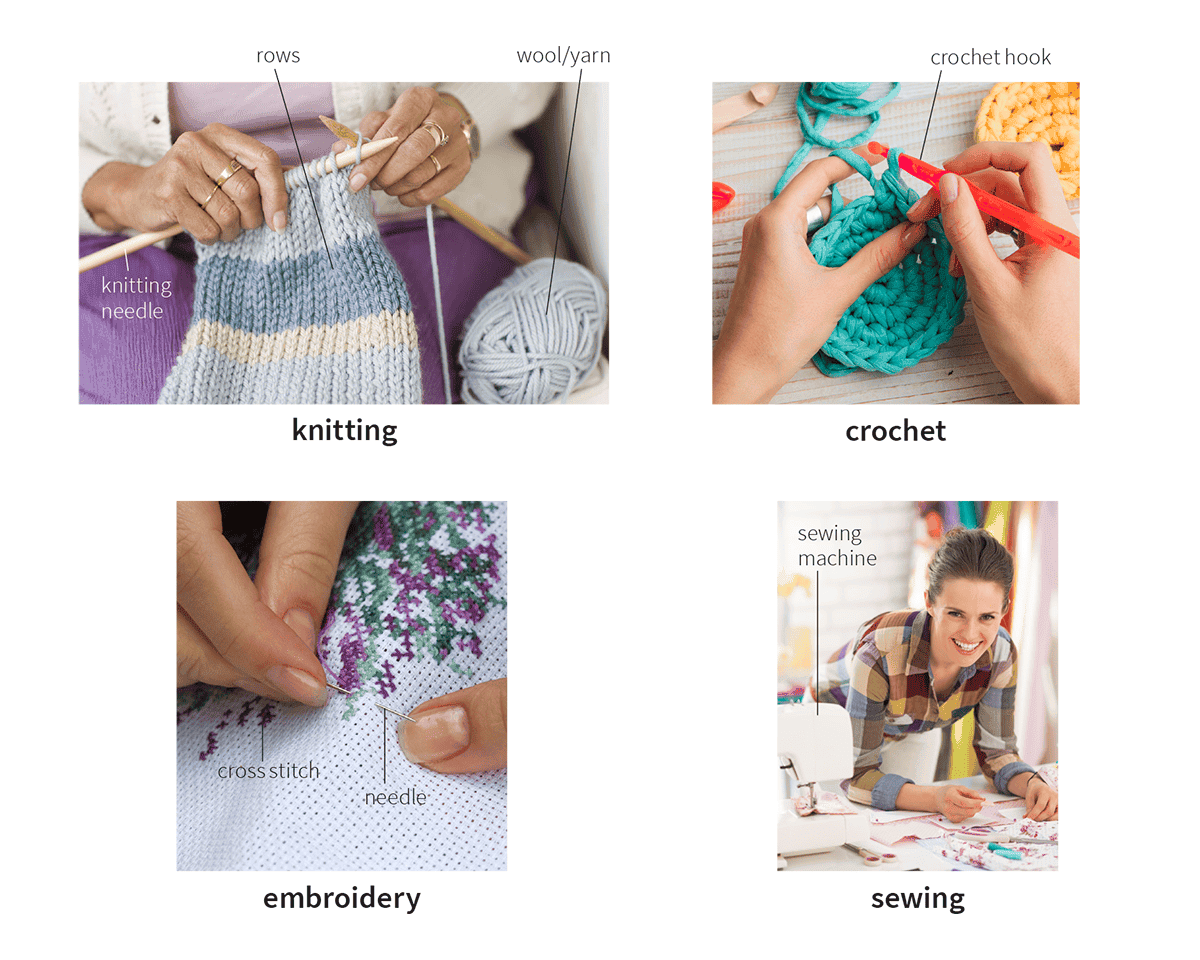 rows
wool/yarn
crochet hook
knitting
needle
knitting
crochet
sewing
machine
cross stitch
needle
embroidery
sewing